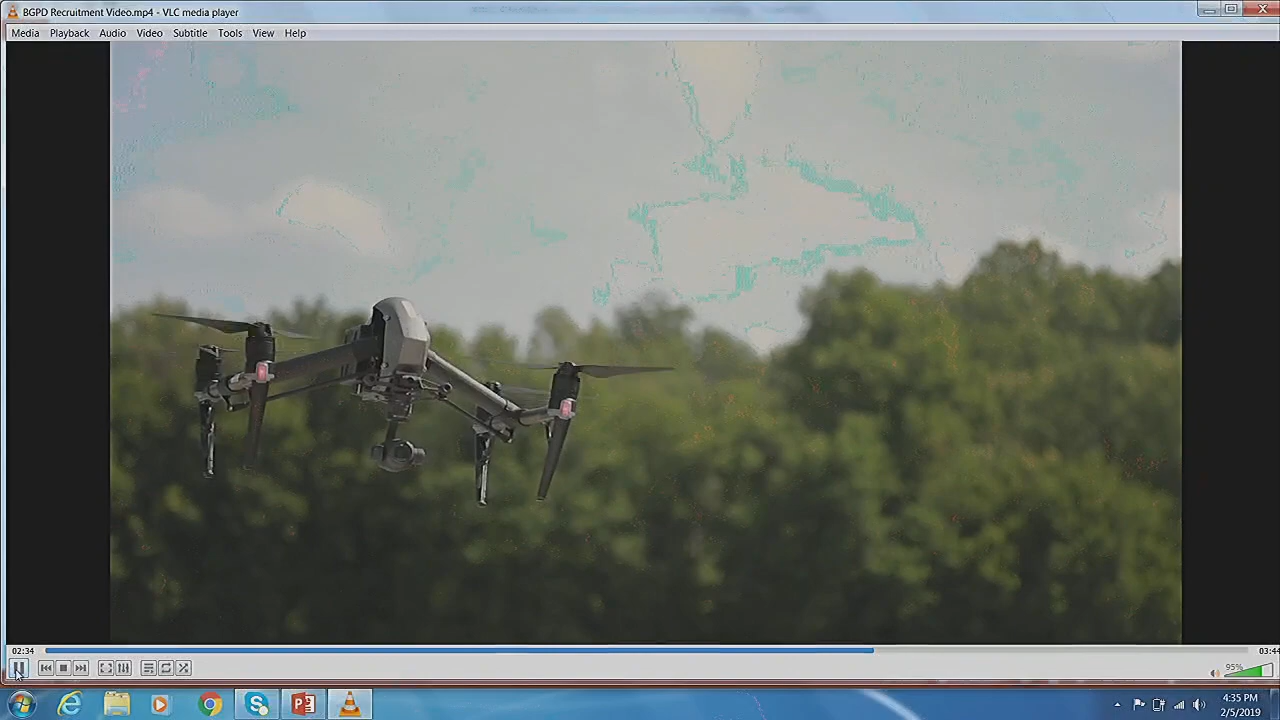 BGPD Recruitment Video.mp4 - VLC media player
Media Playback Audio Video Subtitle Tools View Help
02:34
03:44
95%
4:35 PM
2/5/2019